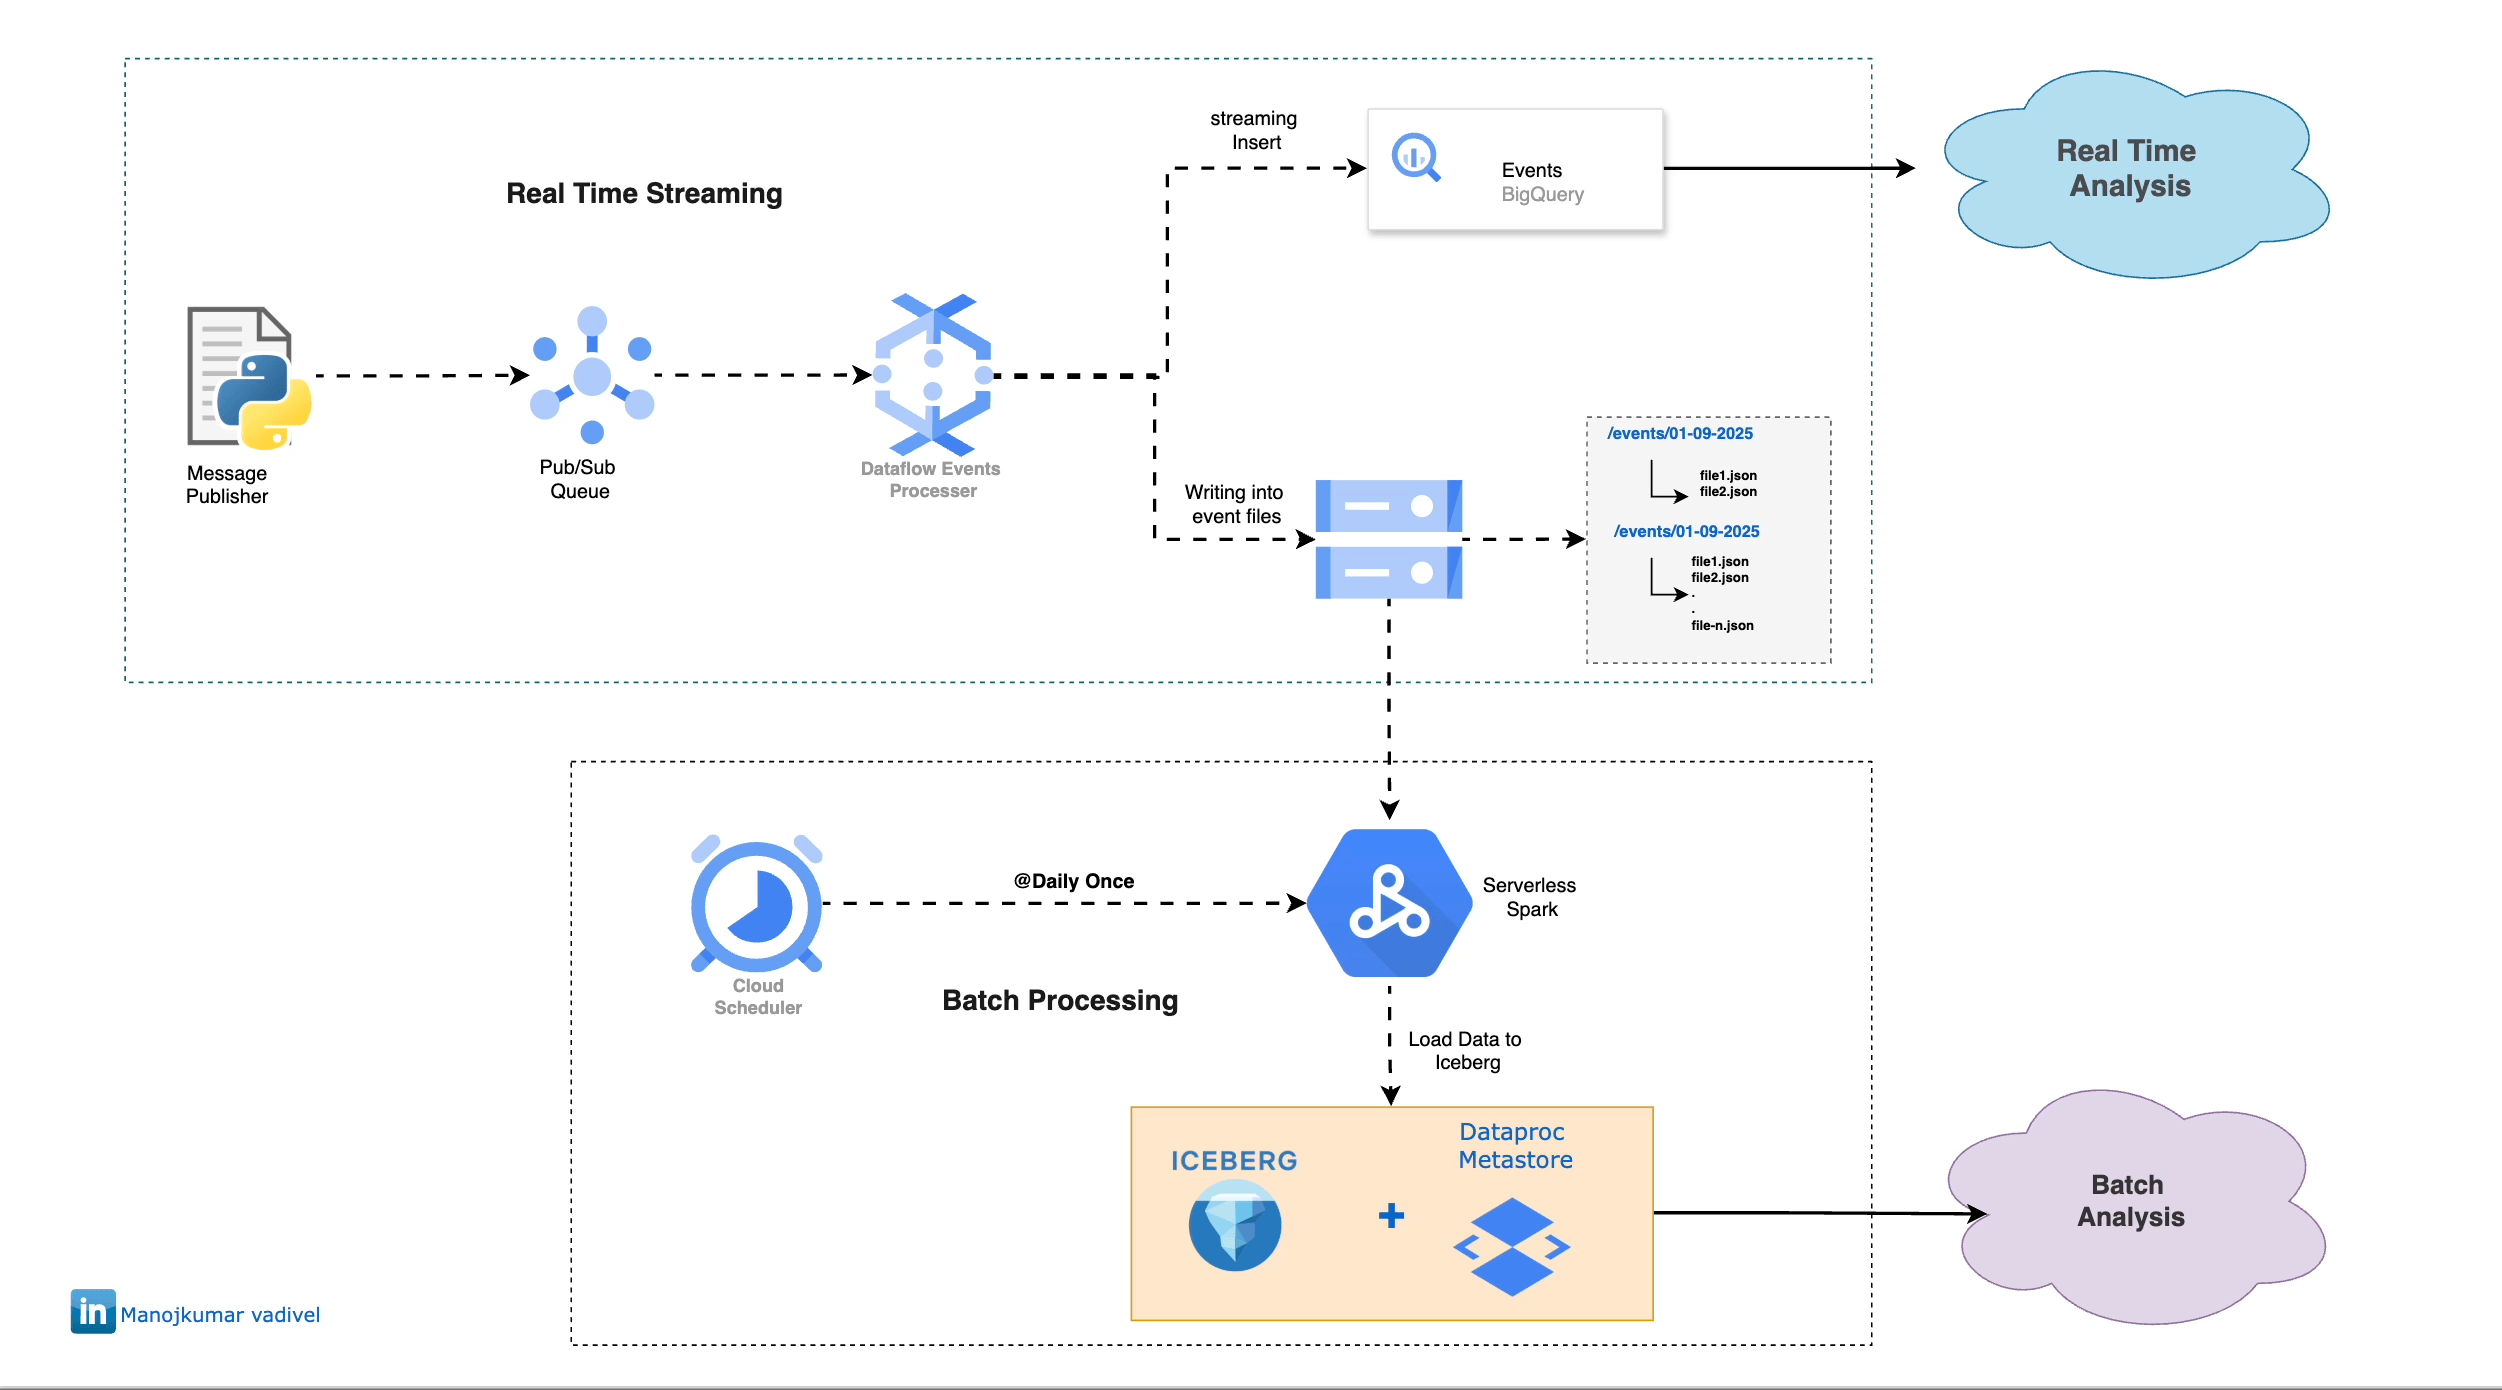 Real Time Streaming
streaming
Insert
Events
BigQuery
Real Time
Analysis
Message
Publisher
Pub/Sub
Queue
Dataflow Events
Processer
Writing into
event files
/events/01-09-2025
file1.json
file2.json
/events/01-09-2025
file1.json
file2.json
.
.
file-n.json
@Daily Once
Serverless
Spark
Cloud
Scheduler
Batch Processing
Load Data to
Iceberg
ICEBERG
+
Dataproc
Metastore
Batch
Analysis
in Manojkumar vadivel